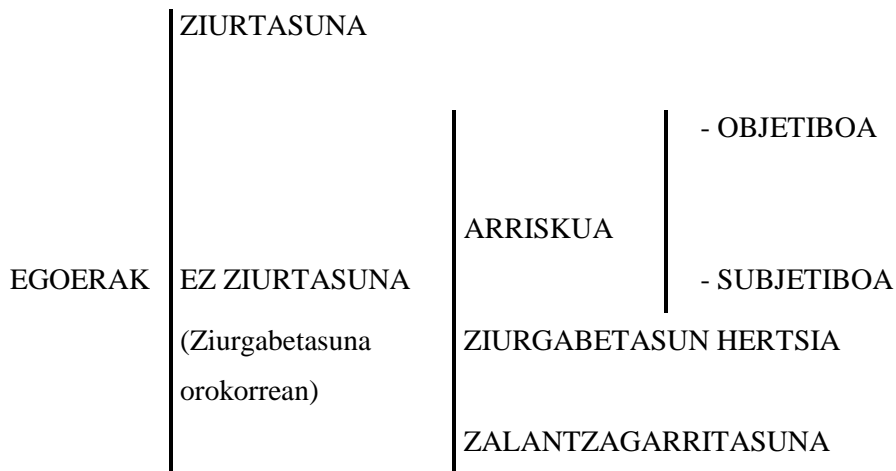 ZIURTASUNA
- OBJETIBOA
ARRISKUA
EGOERAK EZ ZIURTASUNA - SUBJETIBOA
(Ziurgabetasuna ZIURGABETASUN HERTSIA
orokorrean)
ZALANTZAGARRITASUNA